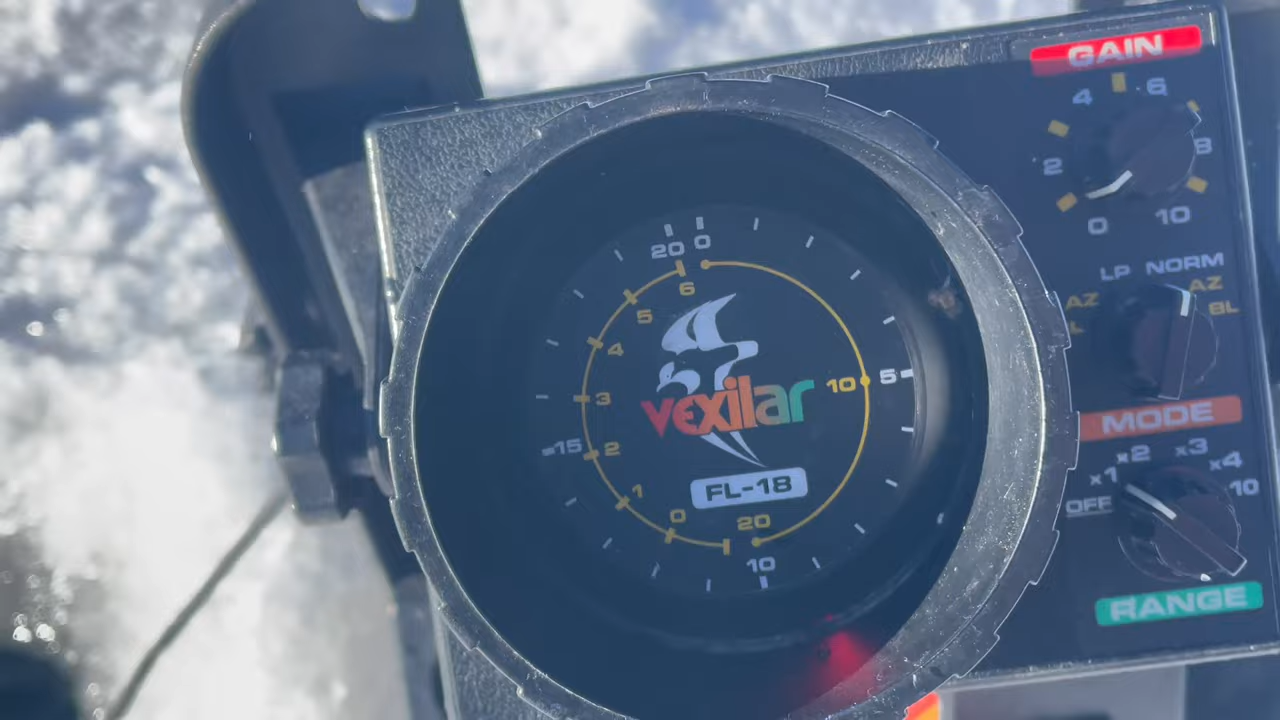 GAIN
4 6
2 8
0 10
LP NORM
AZ AZ
L BL
MODE
x2 x3
x1 x4
OFF 10
RANGE
20 0
6
5
4
3
10 5
vexilar
15 2
FL-18
1
0 20
10